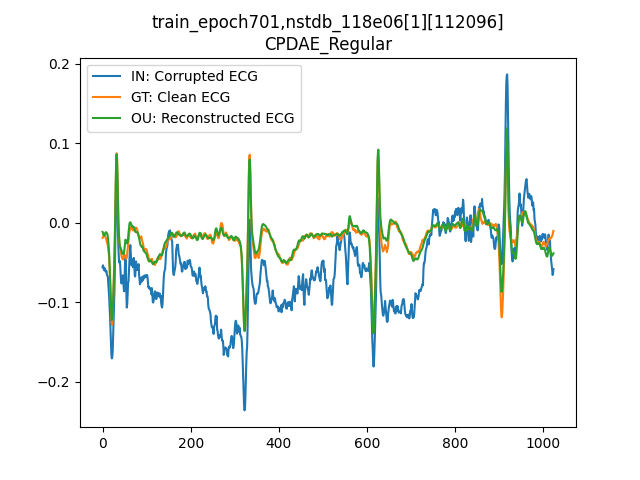 train_epoch701,nstdb_118e06[1][112096]
CPDAE_Regular
IN: Corrupted ECG
GT: Clean ECG
OU: Reconstructed ECG
0.2
0.1
0.0
−0.1
−0.2
0 200 400 600 800 1000